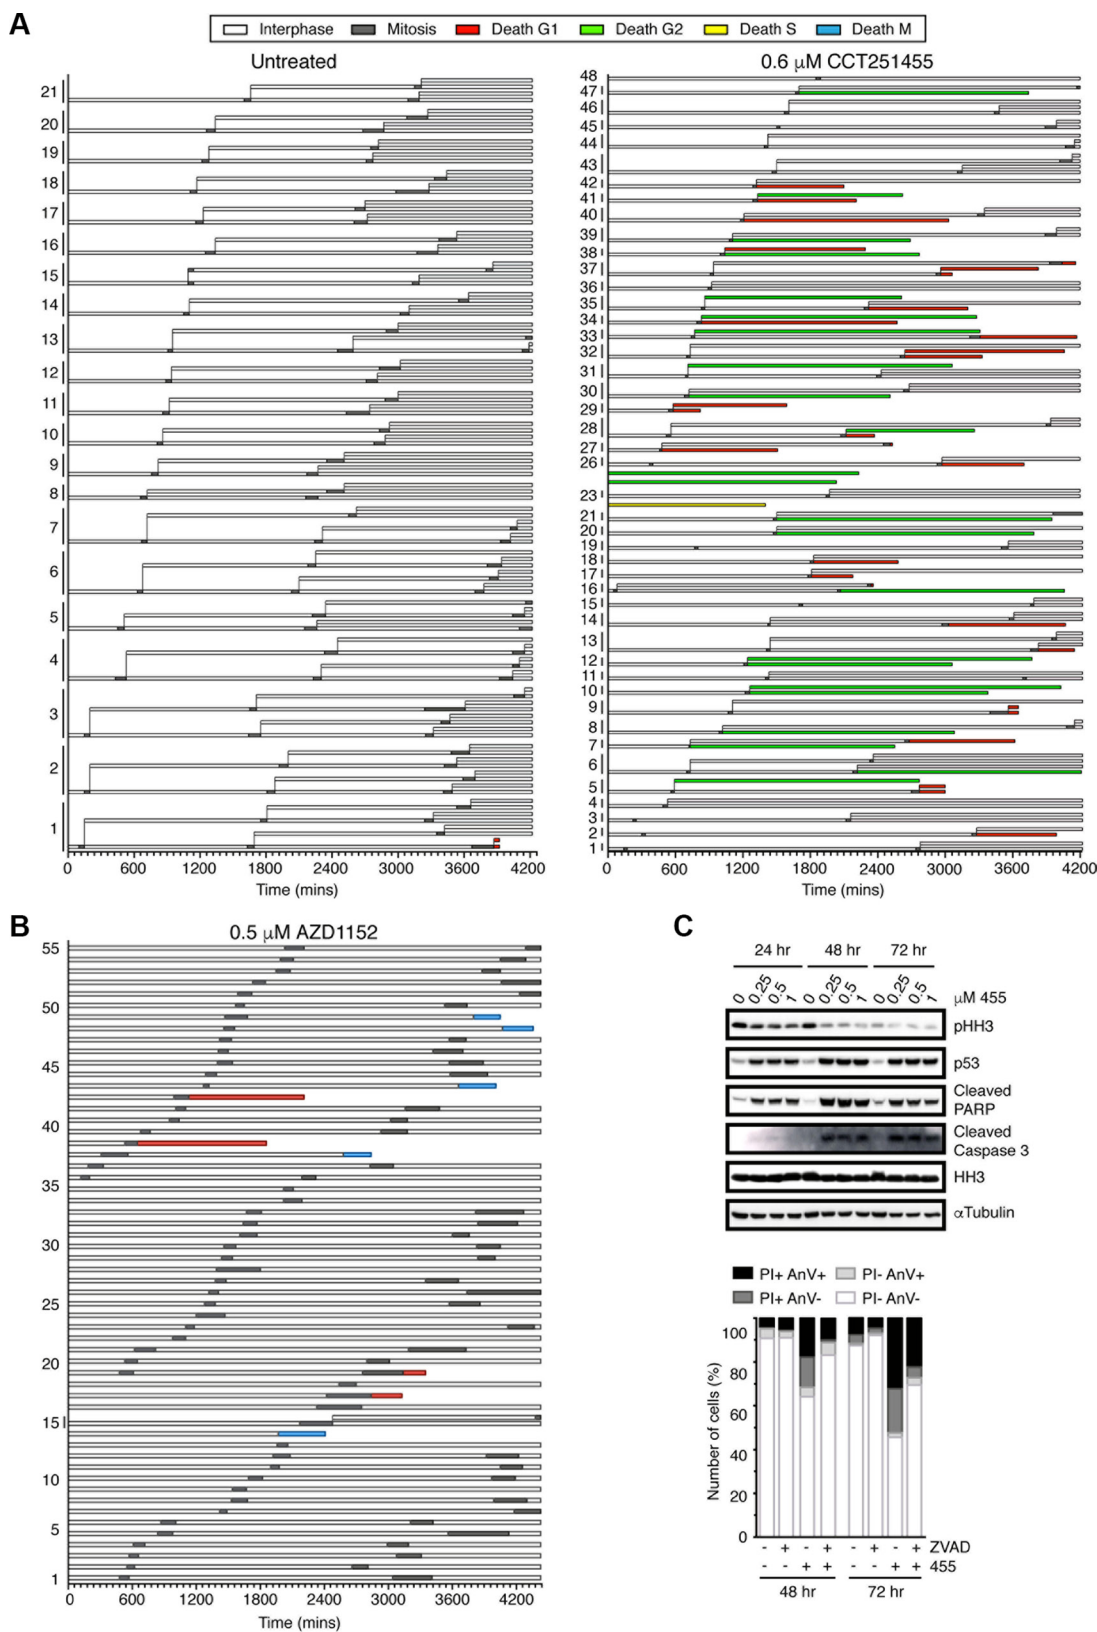 A
Interphase Mitosis Death G1 Death G2 Death S Death M
Untreated
21
20
19
18
17
16
15
14
13
12
11
10
9
8
7
6
5
4
3
2
1
0 600 1200 1800 2400 3000 3600 4200
Time (mins)
0.6 µM CCT251455
48
47
46
45
44
43
42
41
40
39
38
37
36
35
34
33
32
31
30
29
28
27
26
23
21
20
19
18
17
16
15
14
13
12
11
10
9
8
7
6
5
4
3
2
1
0 600 1200 1800 2400 3000 3600 4200
Time (mins)
B
0.5 µM AZD1152
55
50
45
40
35
30
25
20
15
10
5
1
0 600 1200 1800 2400 3000 3600 4200
Time (mins)
C
24 hr 48 hr 72 hr
0 0.25 0.5 1 0 0.25 0.5 1 0 0.25 0.5 1 µM 455
pHH3
p53
Cleaved
PARP
Cleaved
Caspase 3
HH3
αTubulin
PI+ AnV+ PI- AnV+
PI+ AnV- PI- AnV-
Number of cells (%)
100
80
60
40
20
0
- + - + - + - + ZVAD
- - + + - - + + 455
48 hr 72 hr